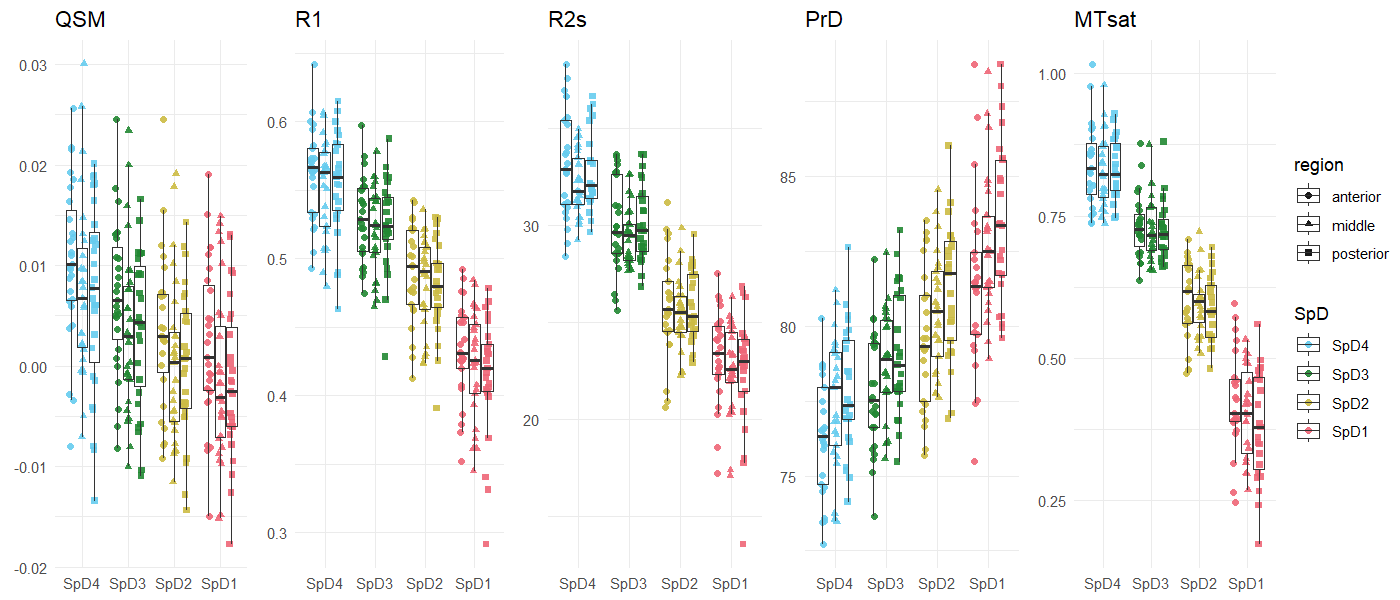 QSM
R1
R2s
PrD
MTsat
0.03
0.02
0.01
0.00
-0.01
-0.02
SpD4 SpD3 SpD2 SpD1
0.6
0.5
0.4
0.3
SpD4 SpD3 SpD2 SpD1
30
20
SpD4 SpD3 SpD2 SpD1
85
80
75
SpD4 SpD3 SpD2 SpD1
1.00
0.75
0.50
0.25
SpD4 SpD3 SpD2 SpD1
region
anterior
middle
posterior
SpD
SpD4
SpD3
SpD2
SpD1